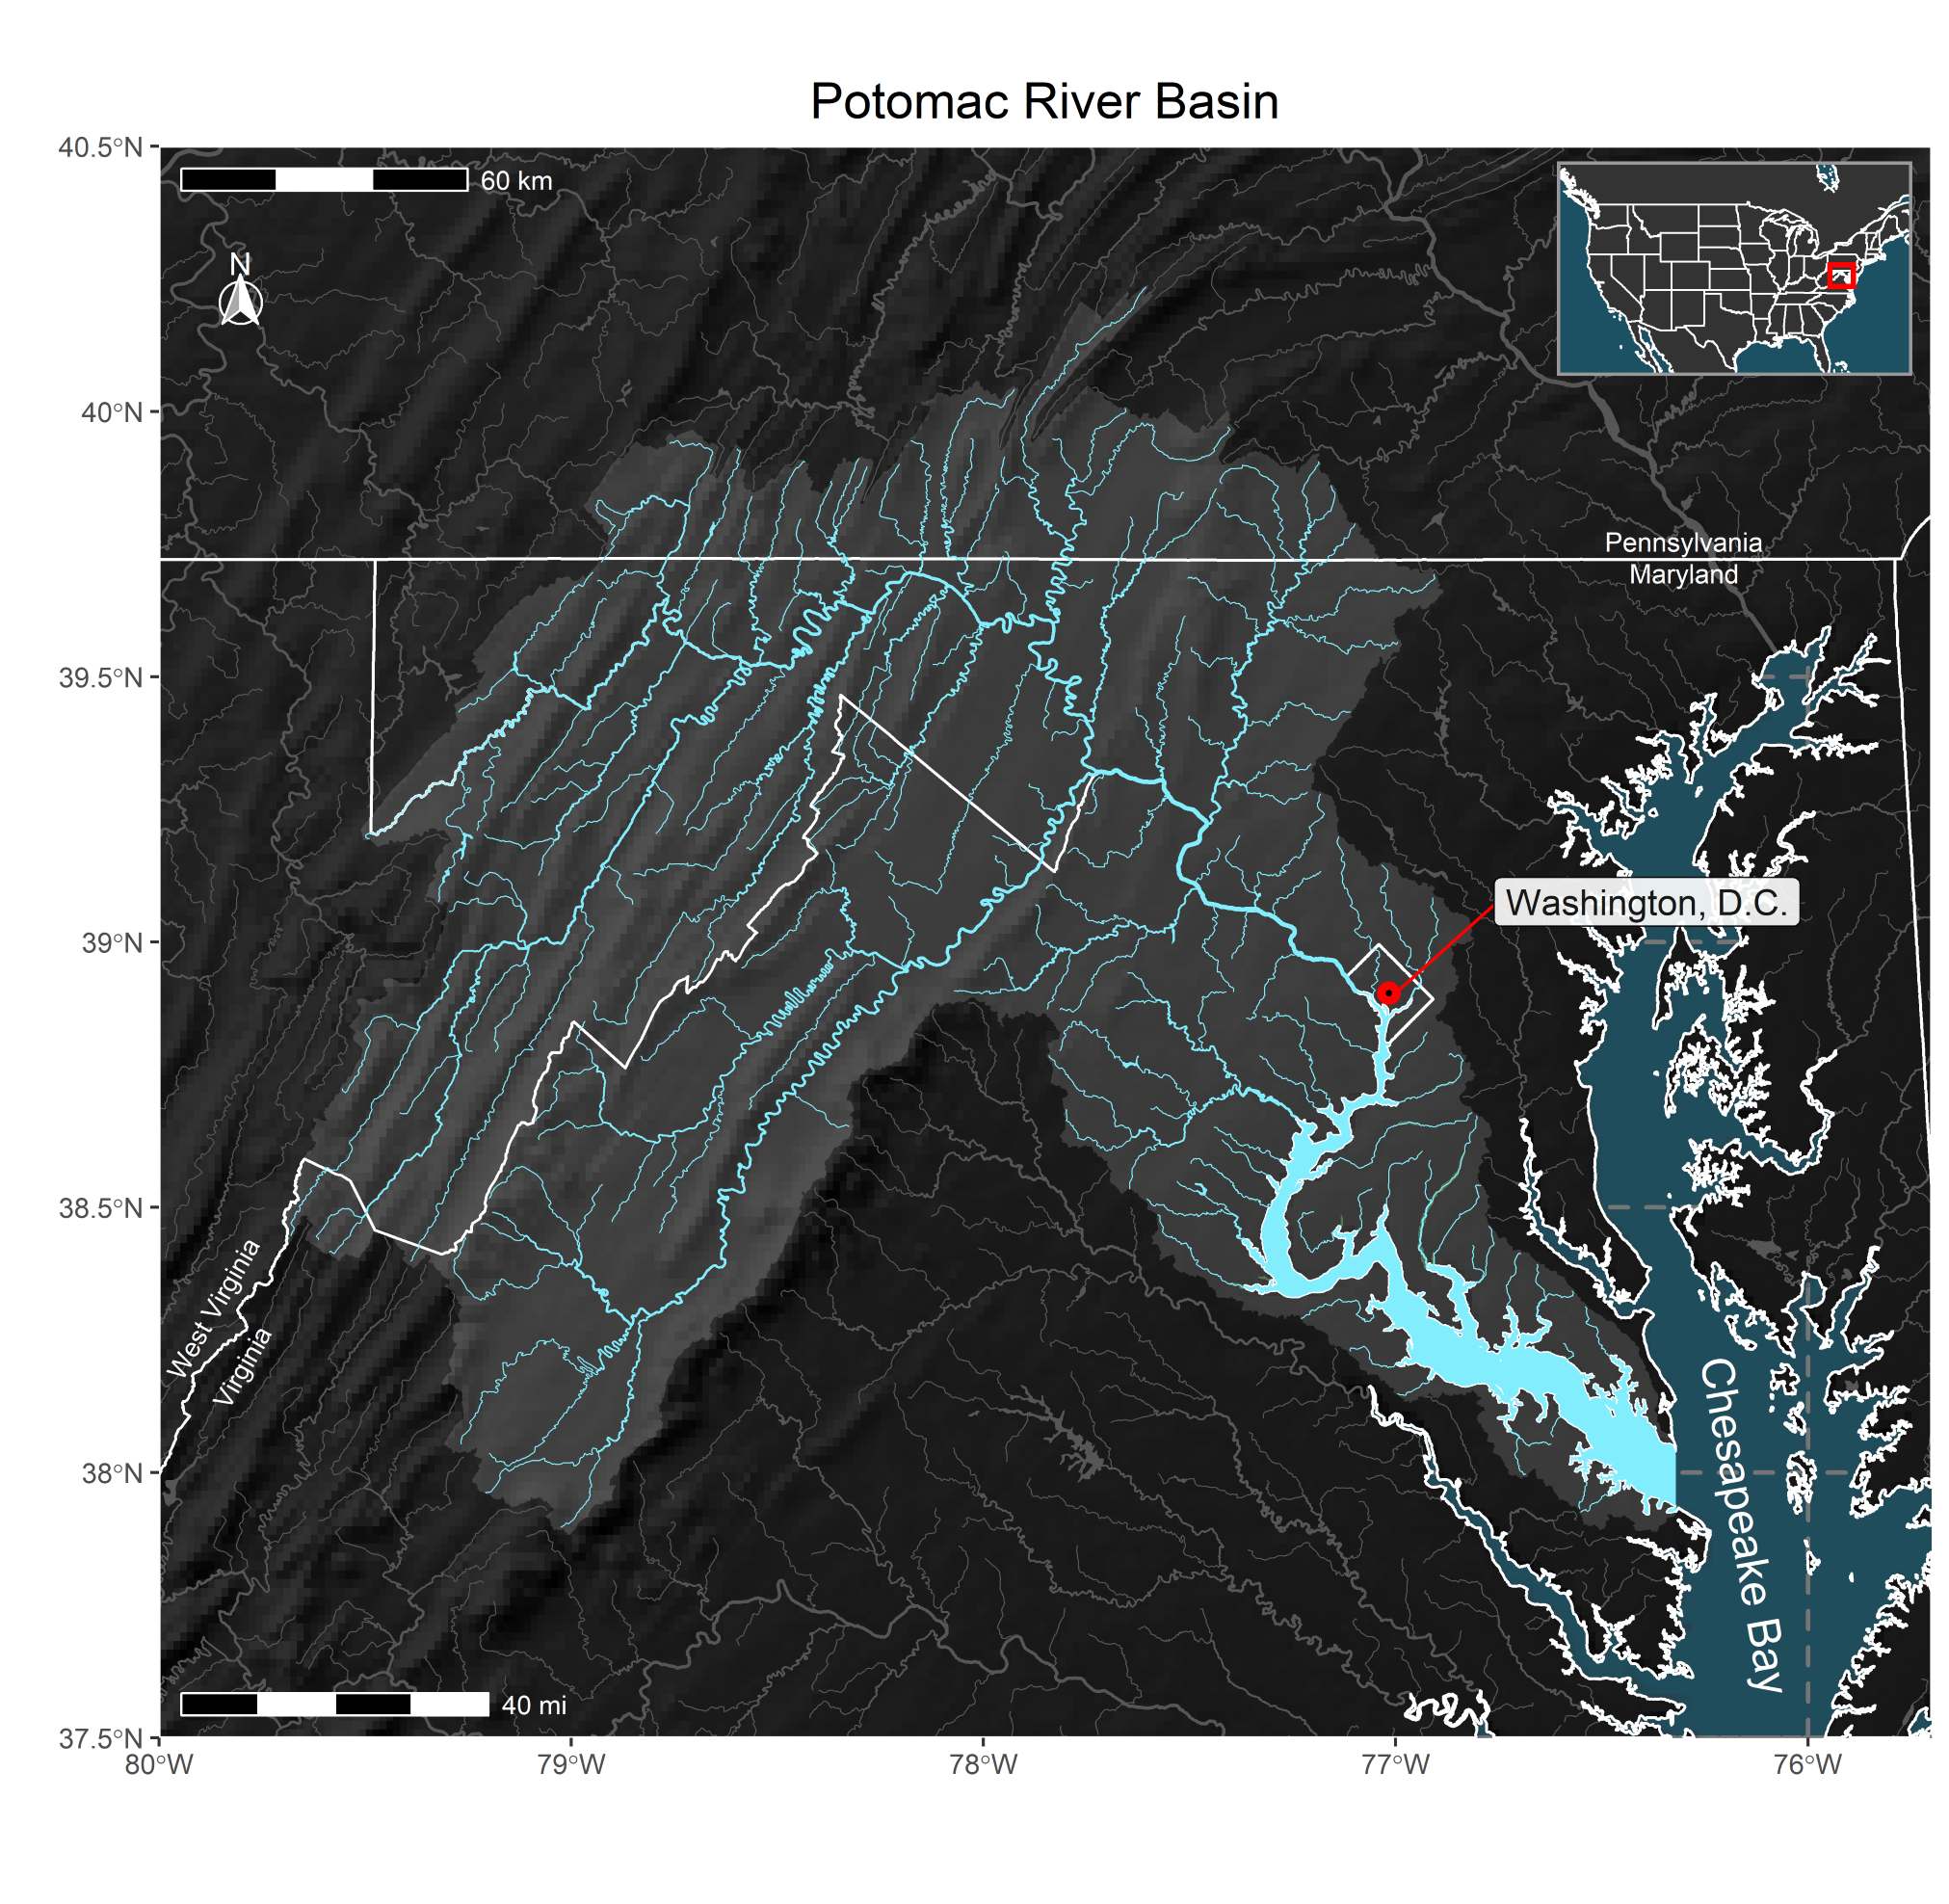 Potomac River Basin
40.5°N
40°N
39.5°N
39°N
38.5°N
38°N
37.5°N
80°W
79°W
78°W
77°W
76°W
60 km
N
Pennsylvania
Maryland
Washington, D.C.
West Virginia
Virginia
Chesapeake Bay
40 mi